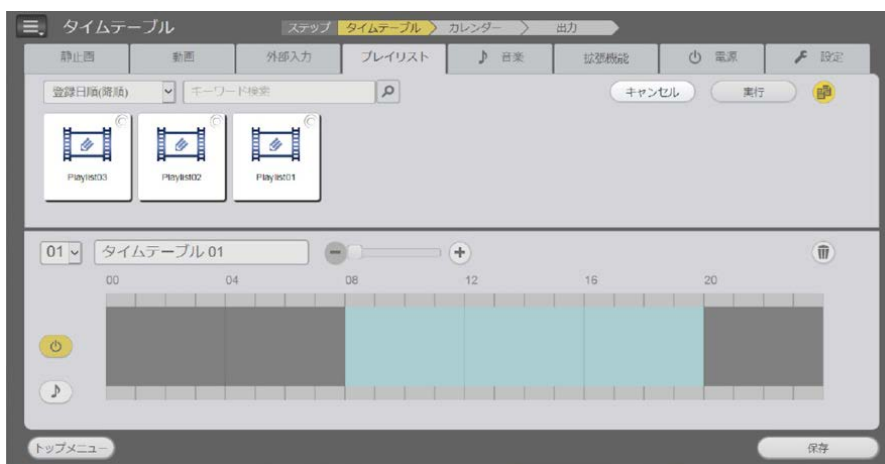 タイムテーブル ステップ タイムテーブル カレンダー 出力
静止画 動画 外部入力 プレイリスト 音楽 拡張機能 電源 設定
登録日順(降順) キーワード検索 キャンセル 実行
Playlist03 Playlist02 Playlist01
01 タイムテーブル 01
00 04 08 12 16 20
トップメニュー 保存